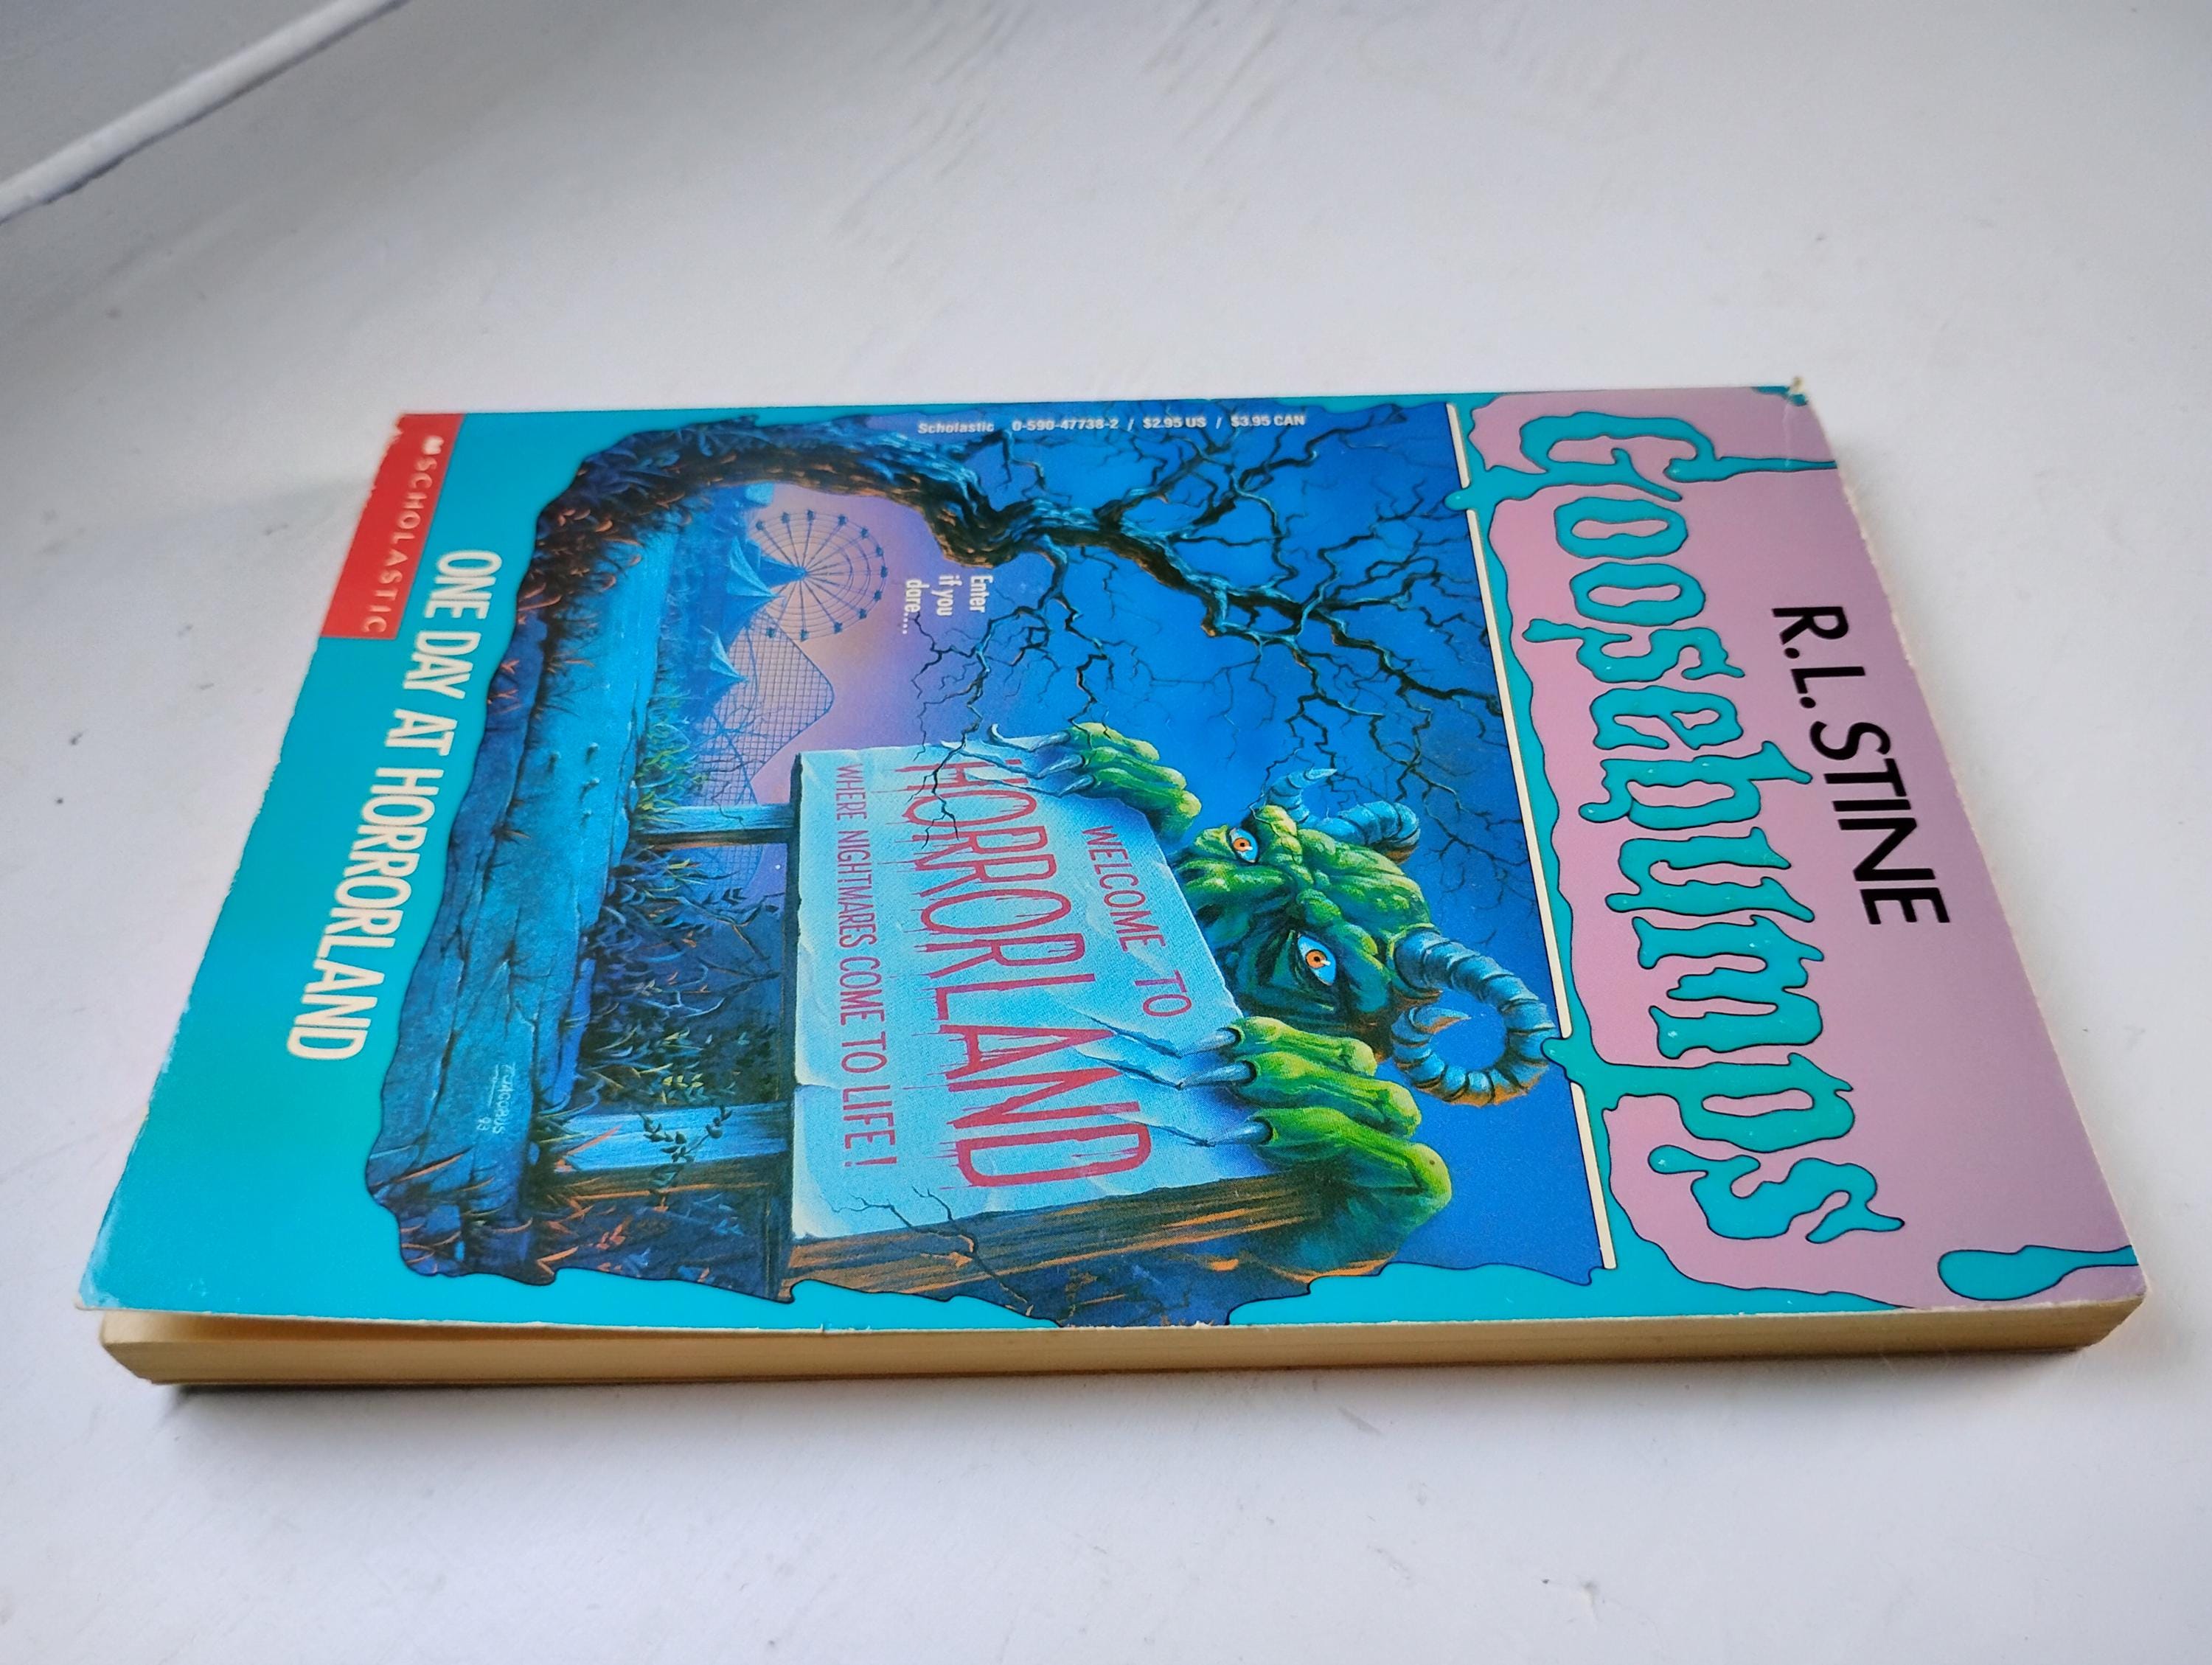 R.L. STINE
Goosebumps
Scholastic 0-590-47738-2 / $2.95 US / $3.95 CAN
WELCOME TO
HORRORLAND
WHERE NIGHTMARES COME TO LIFE!
Enter
if you
dare....
ONE DAY AT HORRORLAND
SCHOLASTIC